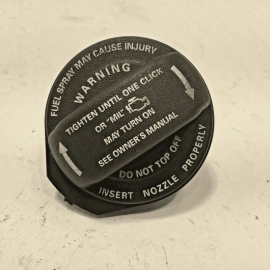 FUEL SPRAY MAY CAUSE INJURY
WARNING
TIGHTEN UNTIL ONE CLICK
OR "MIL"
MAY TURN ON
SEE OWNER'S MANUAL
DO NOT TOP OFF
INSERT NOZZLE PROPERLY